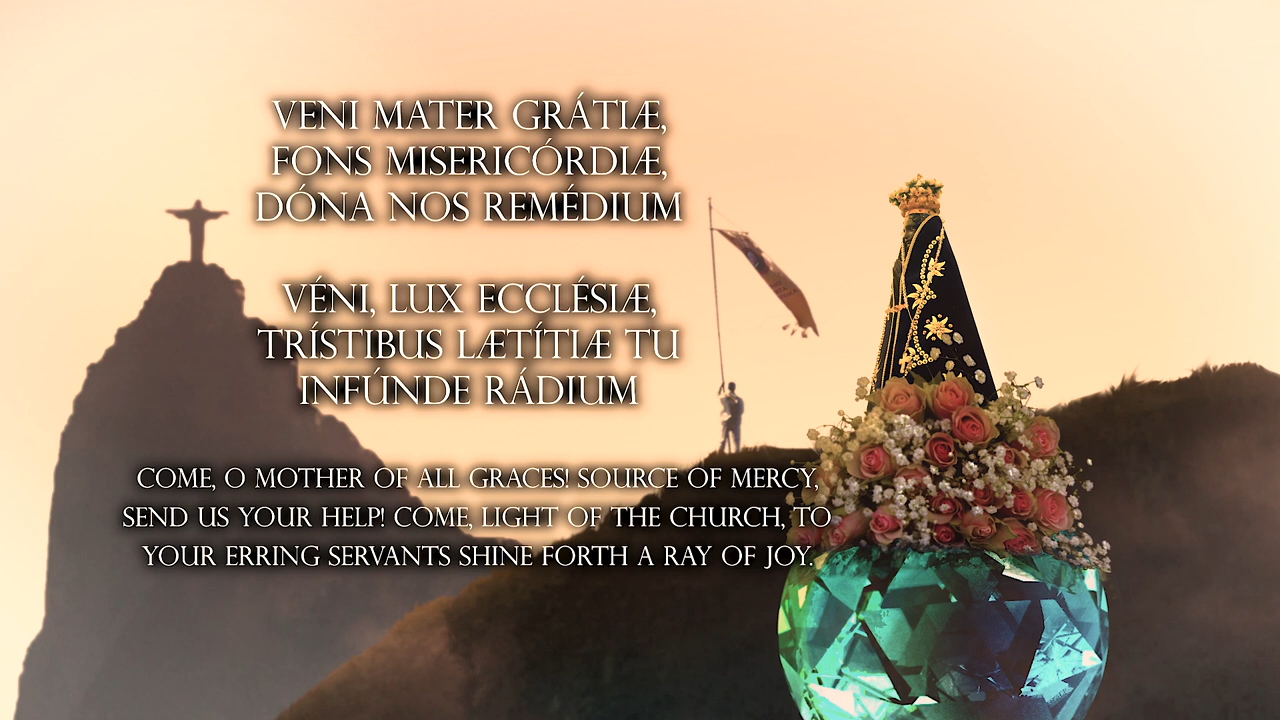 VENI MATER GRÁTIÆ,
FONS MISERICÓRDIÆ,
DÓNA NOS REMÉDIUM
VÉNI, LUX ECCLÉSIÆ,
TRÍSTIBUS LÆTÍTIÆ TU
INFÚNDE RÁDIUM
COME, O MOTHER OF ALL GRACES! SOURCE OF MERCY,
SEND US YOUR HELP! COME, LIGHT OF THE CHURCH, TO
YOUR ERRING SERVANTS SHINE FORTH A RAY OF JOY.